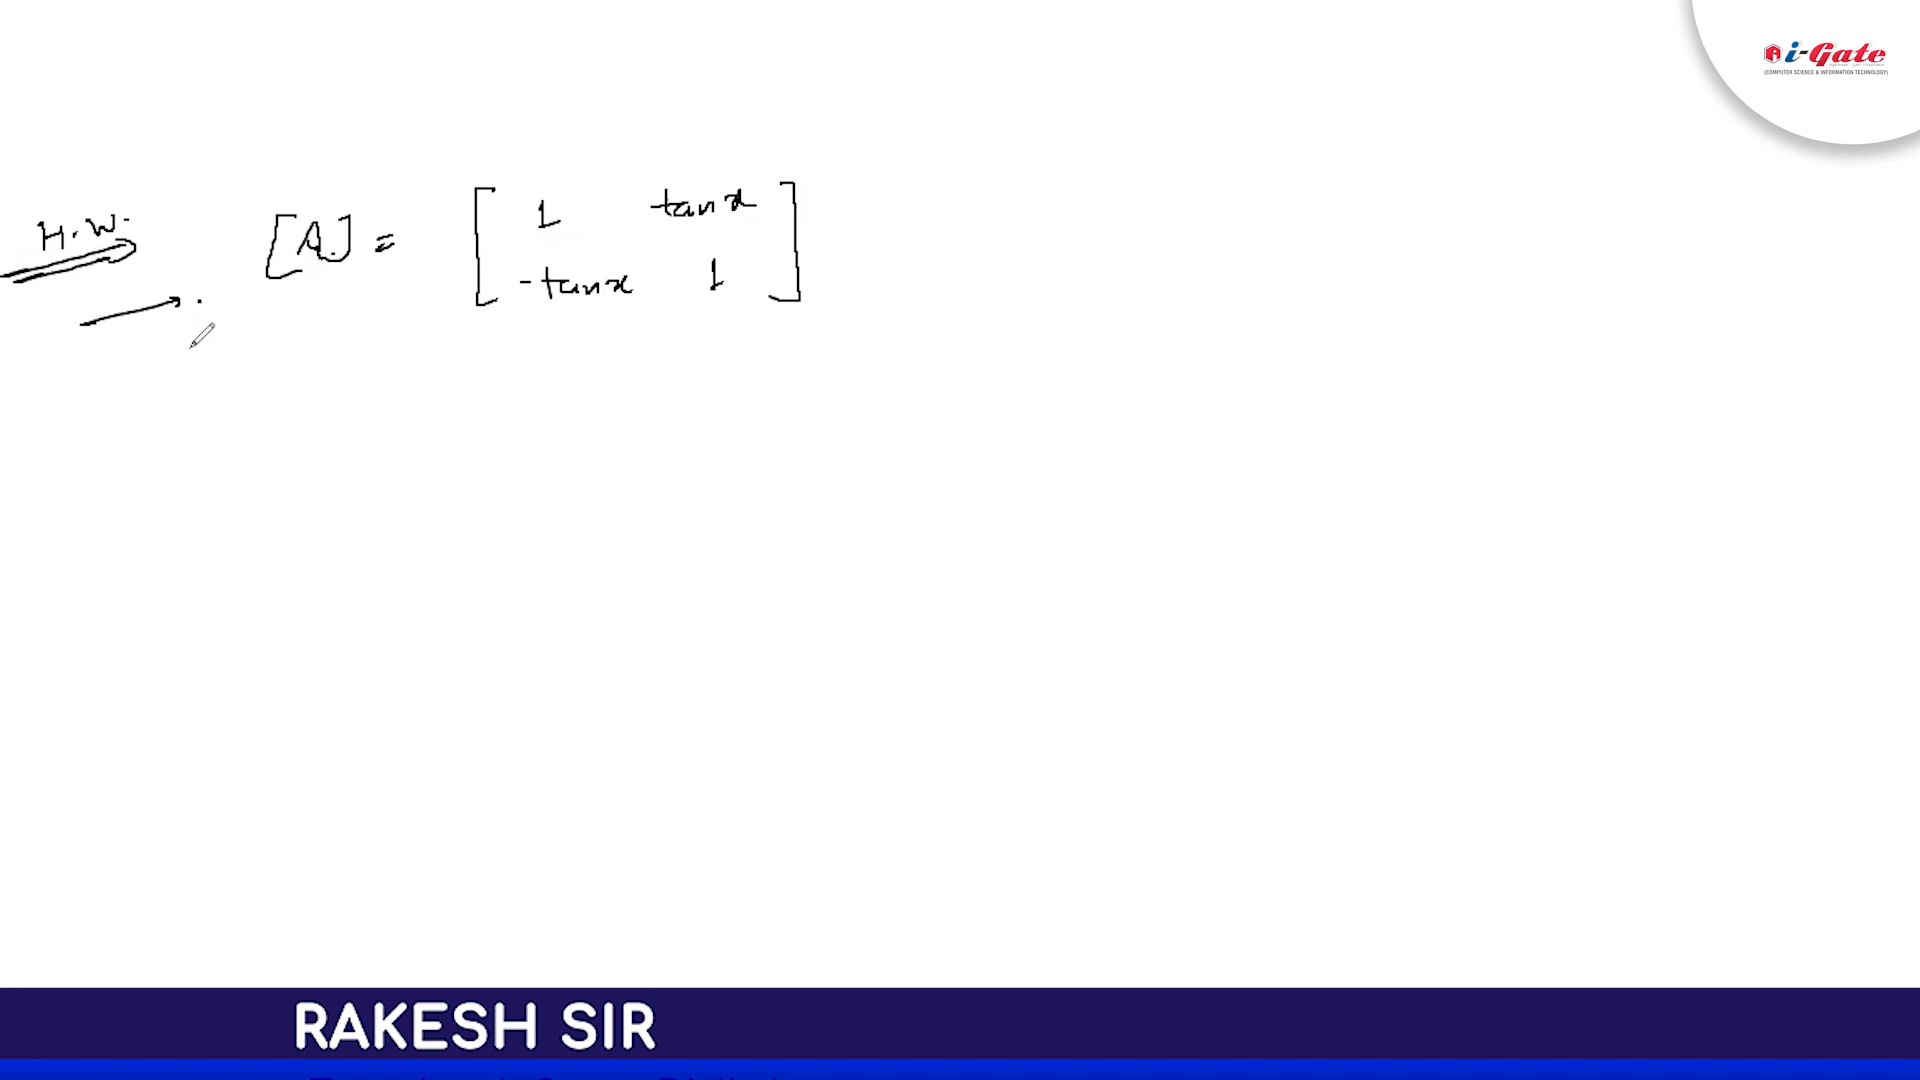 i-Gate
(COMPUTER SCIENCE & INFORMATION TECHNOLOGY)
H.W.
[A] = [ 1 tanx
-tanx 1 ]
RAKESH SIR